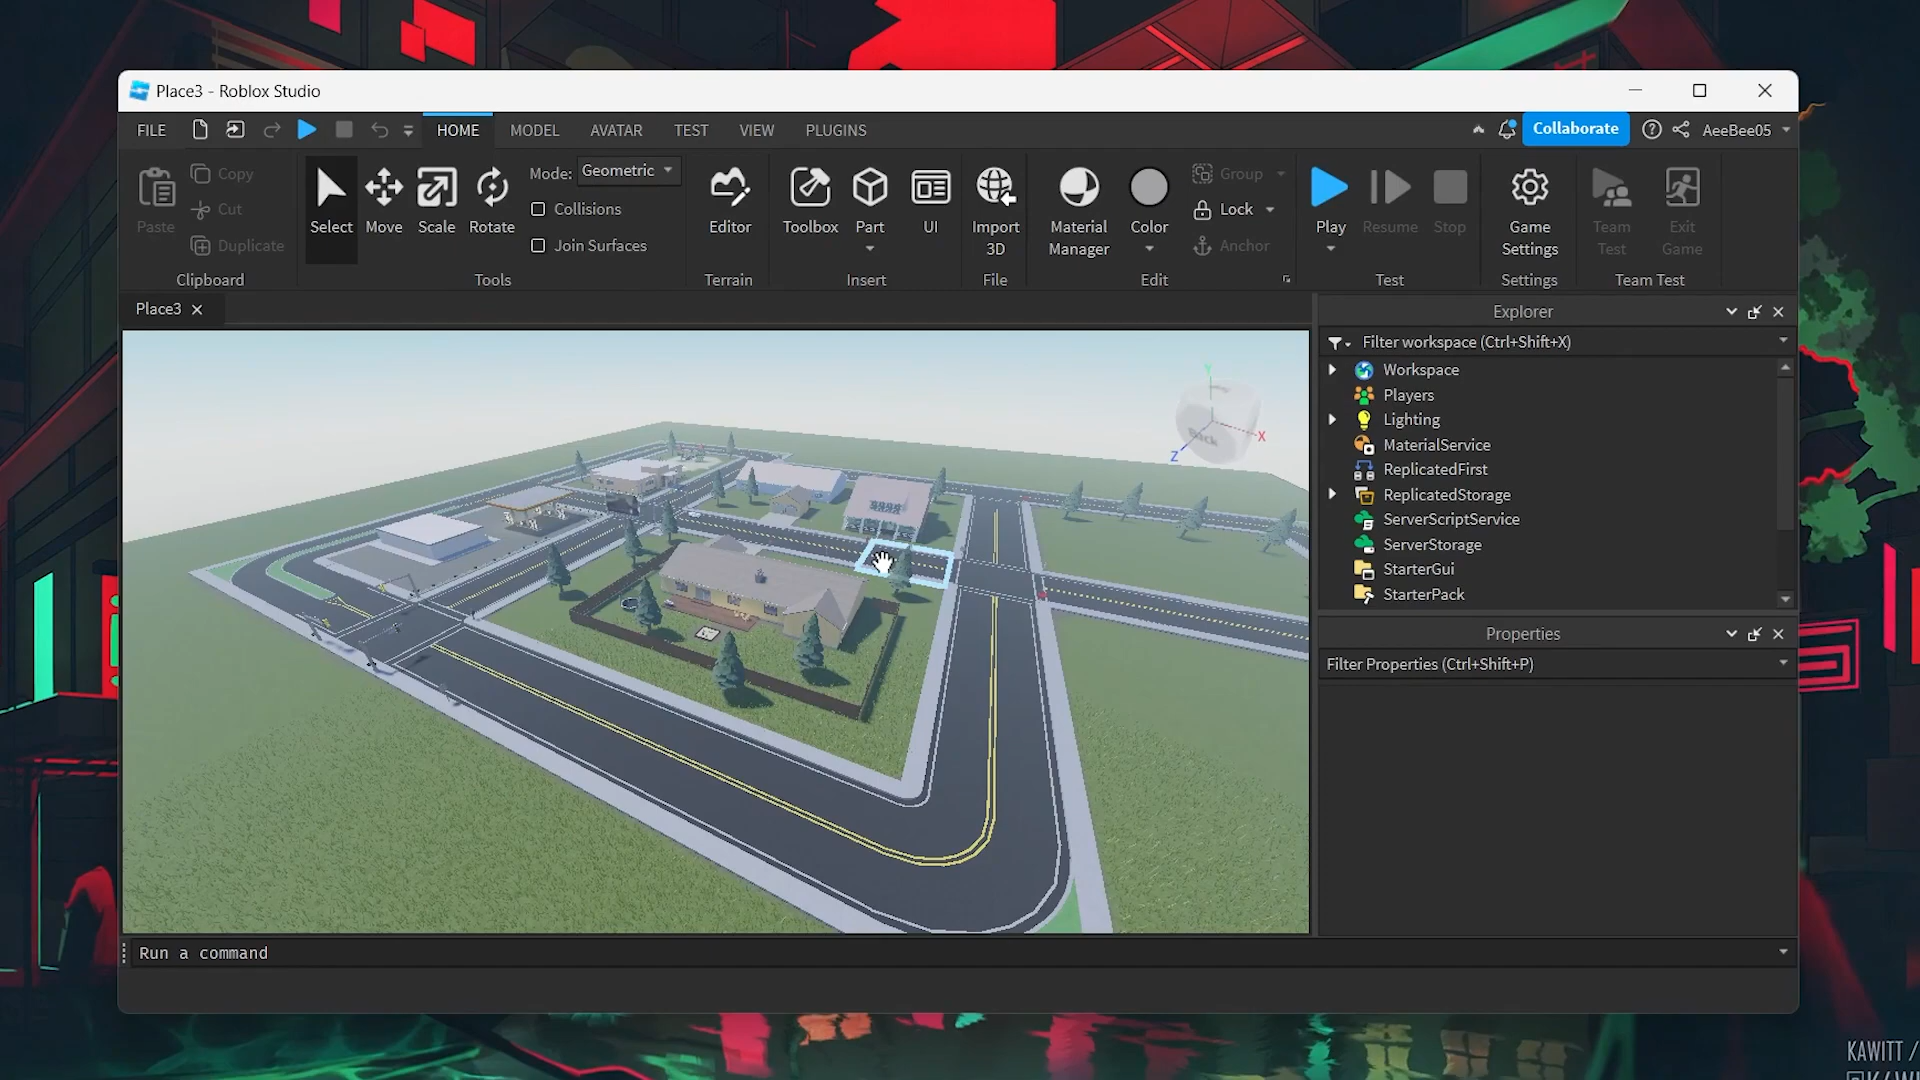 Place3 - Roblox Studio
FILE
HOME
MODEL
AVATAR
TEST
VIEW
PLUGINS
Collaborate
AeeBee05
Paste
Copy
Cut
Duplicate
Clipboard
Select
Move
Scale
Rotate
Mode: Geometric
Collisions
Join Surfaces
Tools
Editor
Terrain
Toolbox
Part
UI
Insert
Import
3D
File
Material
Manager
Color
Group
Lock
Anchor
Edit
Play
Resume
Stop
Test
Game
Settings
Settings
Team
Test
Exit
Game
Team Test
Place3
Y
X
Z
Back
Explorer
Filter workspace (Ctrl+Shift+X)
Workspace
Players
Lighting
MaterialService
ReplicatedFirst
ReplicatedStorage
ServerScriptService
ServerStorage
StarterGui
StarterPack
Properties
Filter Properties (Ctrl+Shift+P)
Run a command
KAWITT /